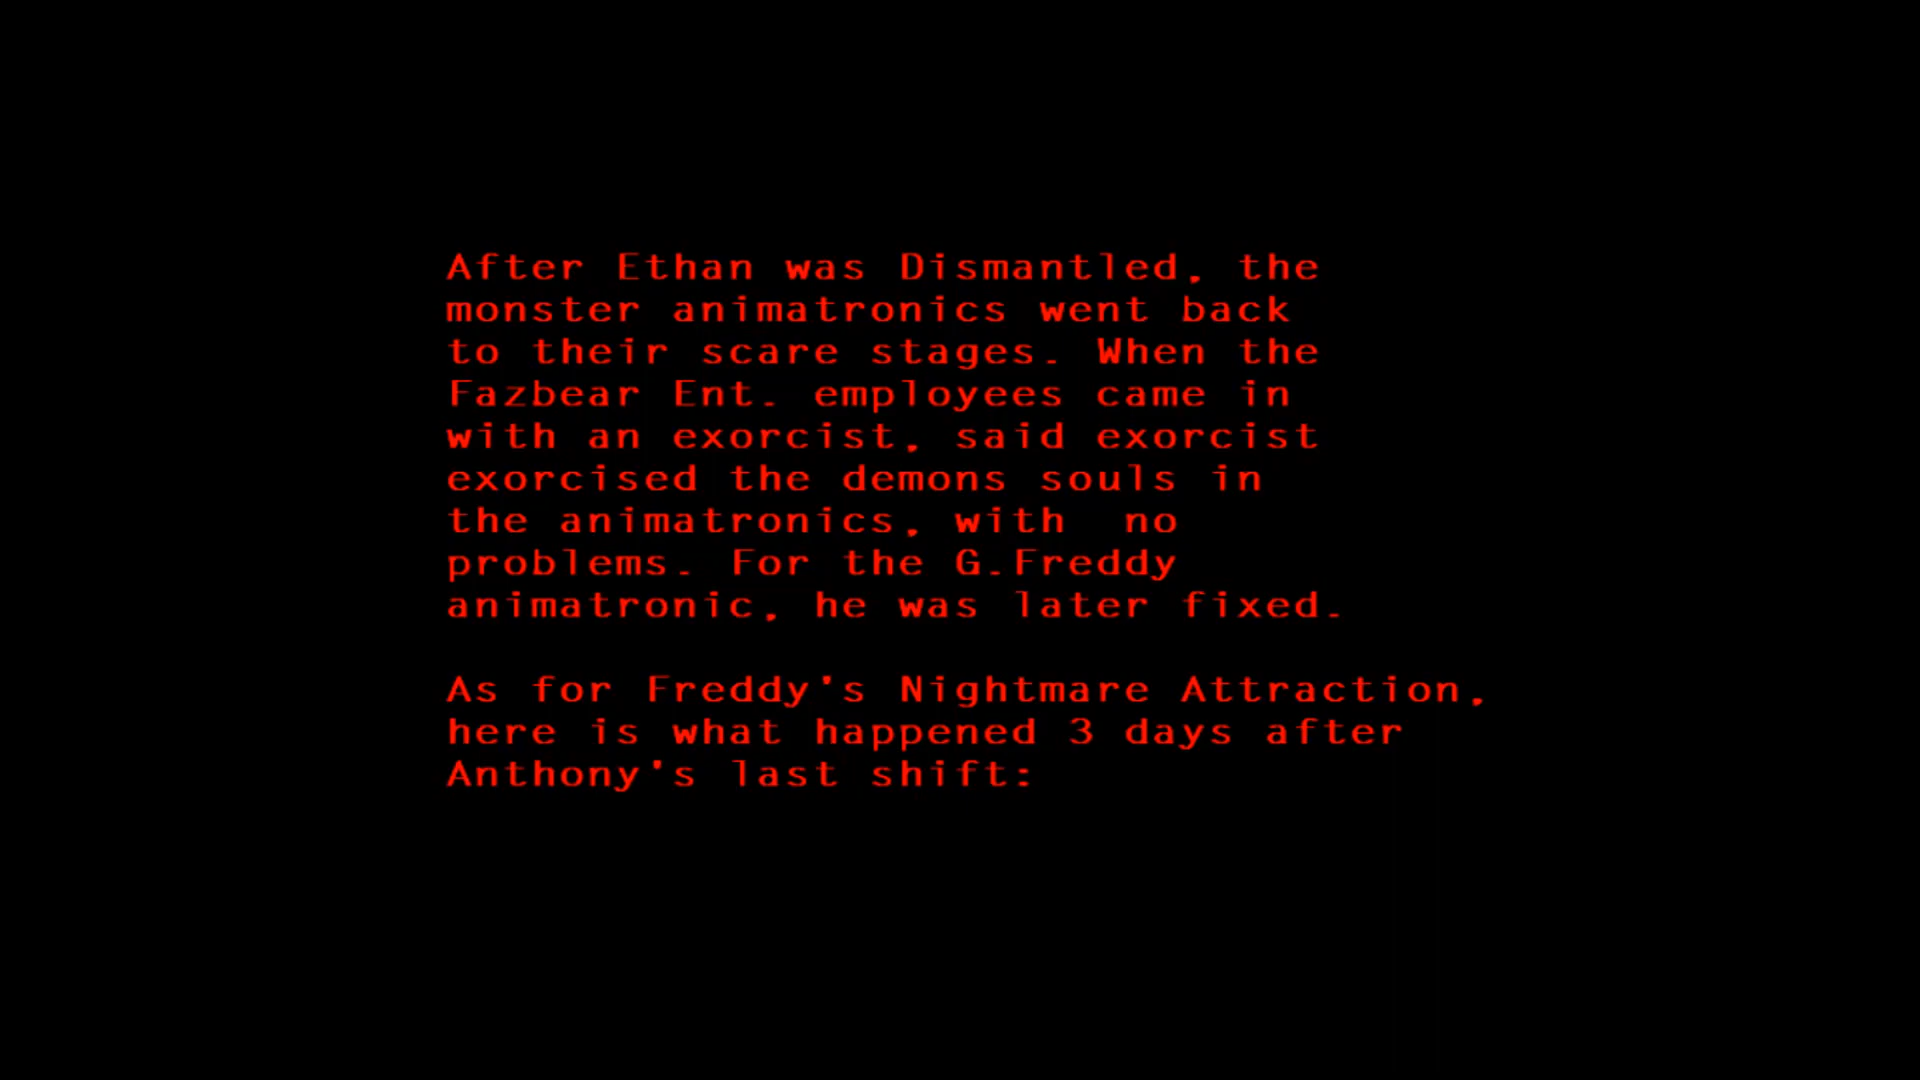 After Ethan was Dismantled, the
monster animatronics went back
to their scare stages. When the
Fazbear Ent. employees came in
with an exorcist, said exorcist
exorcised the demons souls in
the animatronics, with  no
problems. For the G.Freddy
animatronic, he was later fixed.

As for Freddy's Nightmare Attraction,
here is what happened 3 days after
Anthony's last shift: